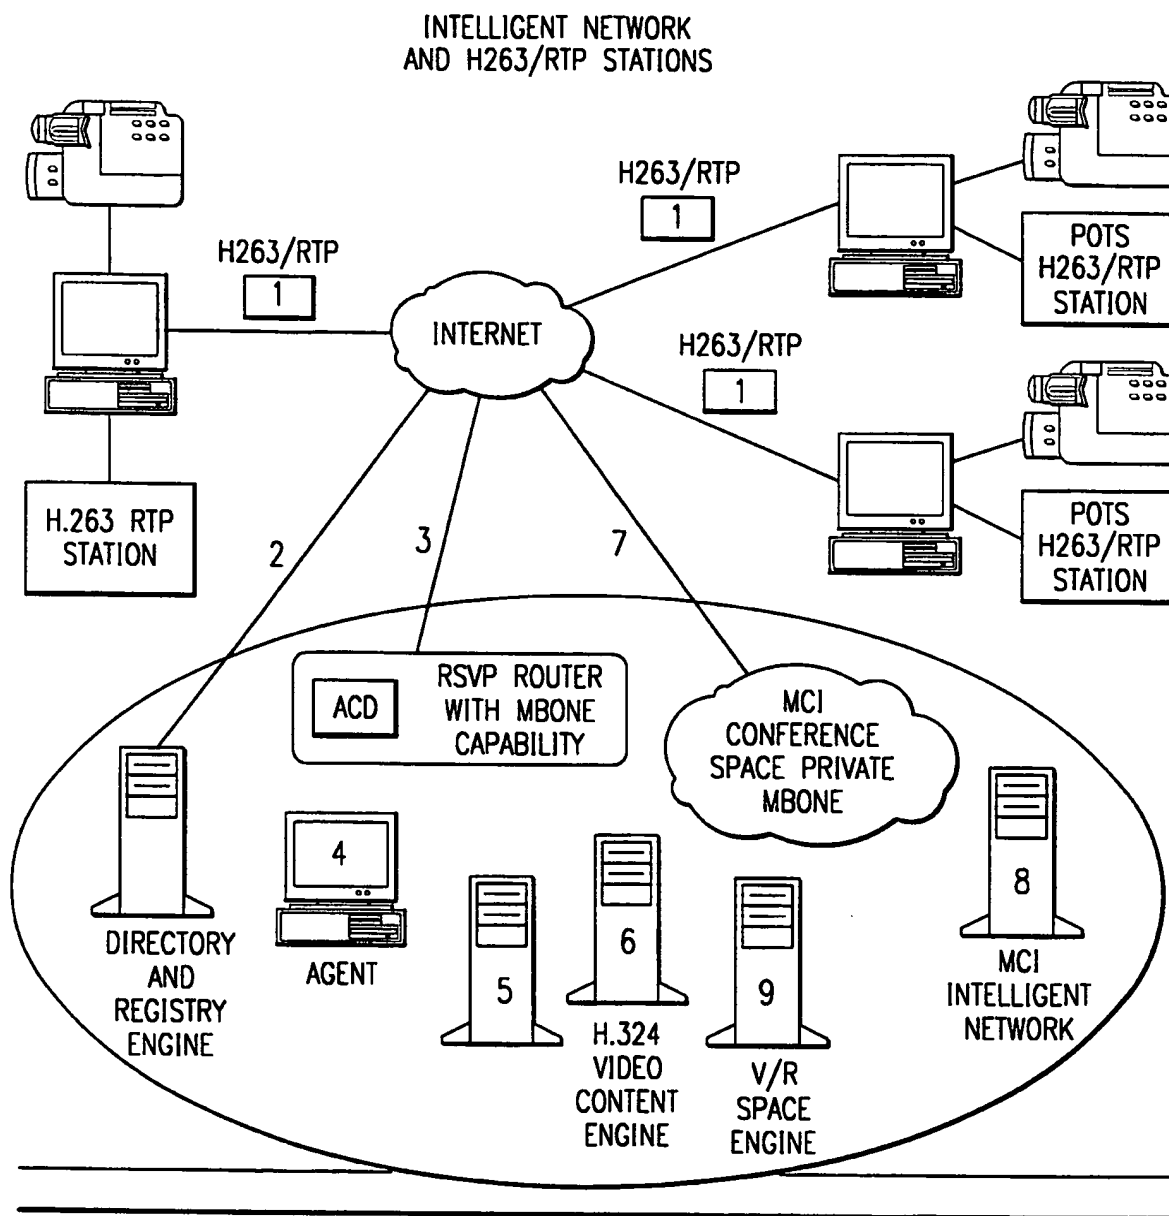 INTELLIGENT NETWORK
AND H263/RTP STATIONS
H263/RTP
1
H263/RTP
1
POTS
H263/RTP
STATION
INTERNET
H263/RTP
1
H.263 RTP
STATION
POTS
H263/RTP
STATION
2
3
7
ACD
RSVP ROUTER
WITH MBONE
CAPABILITY
MCI
CONFERENCE
SPACE PRIVATE
MBONE
4
AGENT
DIRECTORY
AND
REGISTRY
ENGINE
5
6
H.324
VIDEO
CONTENT
ENGINE
9
V/R
SPACE
ENGINE
8
MCI
INTELLIGENT
NETWORK